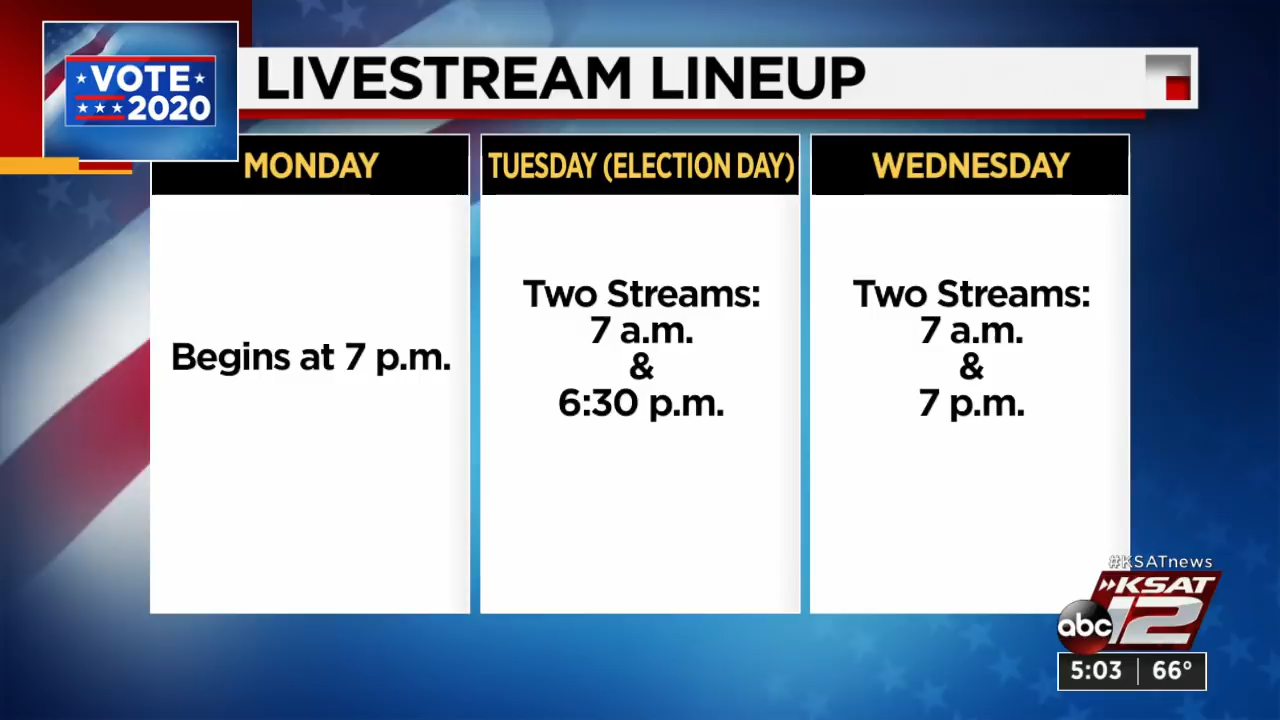 VOTE
2020
LIVESTREAM LINEUP
MONDAY
Begins at 7 p.m.
TUESDAY (ELECTION DAY)
Two Streams:
7 a.m.
&
6:30 p.m.
WEDNESDAY
Two Streams:
7 a.m.
&
7 p.m.
#KSATnews
KSAT
abc 12
5:03 66°